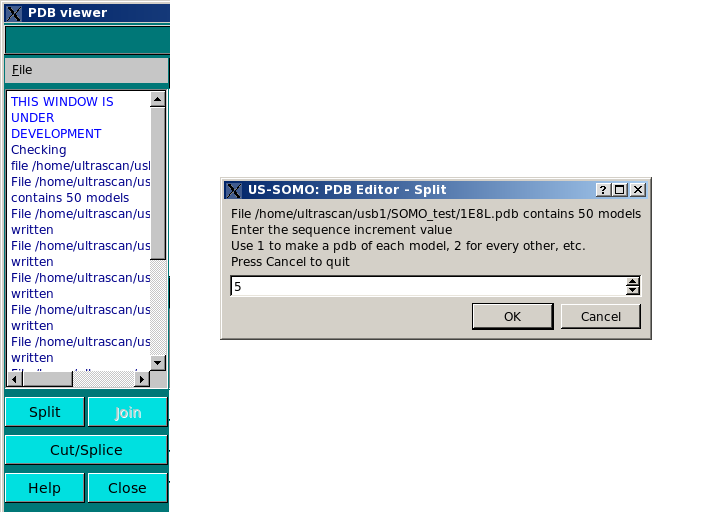 PDB viewer
File
THIS WINDOW IS
UNDER
DEVELOPMENT
Checking
file /home/ultrascan/usb
File /home/ultrascan/us
contains 50 models
File /home/ultrascan/us
written
File /home/ultrascan/us
written
File /home/ultrascan/us
written
File /home/ultrascan/us
written
File /home/ultrascan/us
written
Split
Join
Cut/Splice
Help
Close
US-SOMO: PDB Editor - Split
File /home/ultrascan/usb1/SOMO_test/1E8L.pdb contains 50 models
Enter the sequence increment value
Use 1 to make a pdb of each model, 2 for every other, etc.
Press Cancel to quit
5
OK
Cancel